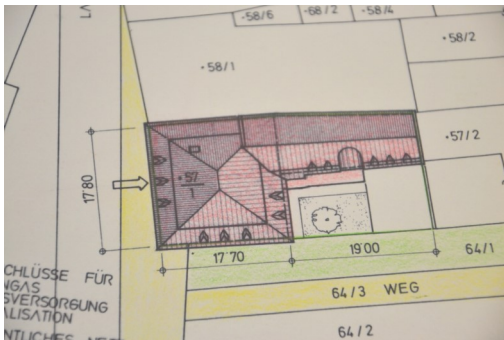 58/6
68/2
58/4
58/2
58/1
57/2
57
1
17.80
17.70
19.00
64/1
64/3 WEG
64/2
CHLÜSSE FÜR
NGAS
SVERSORGUNG
ALISATION